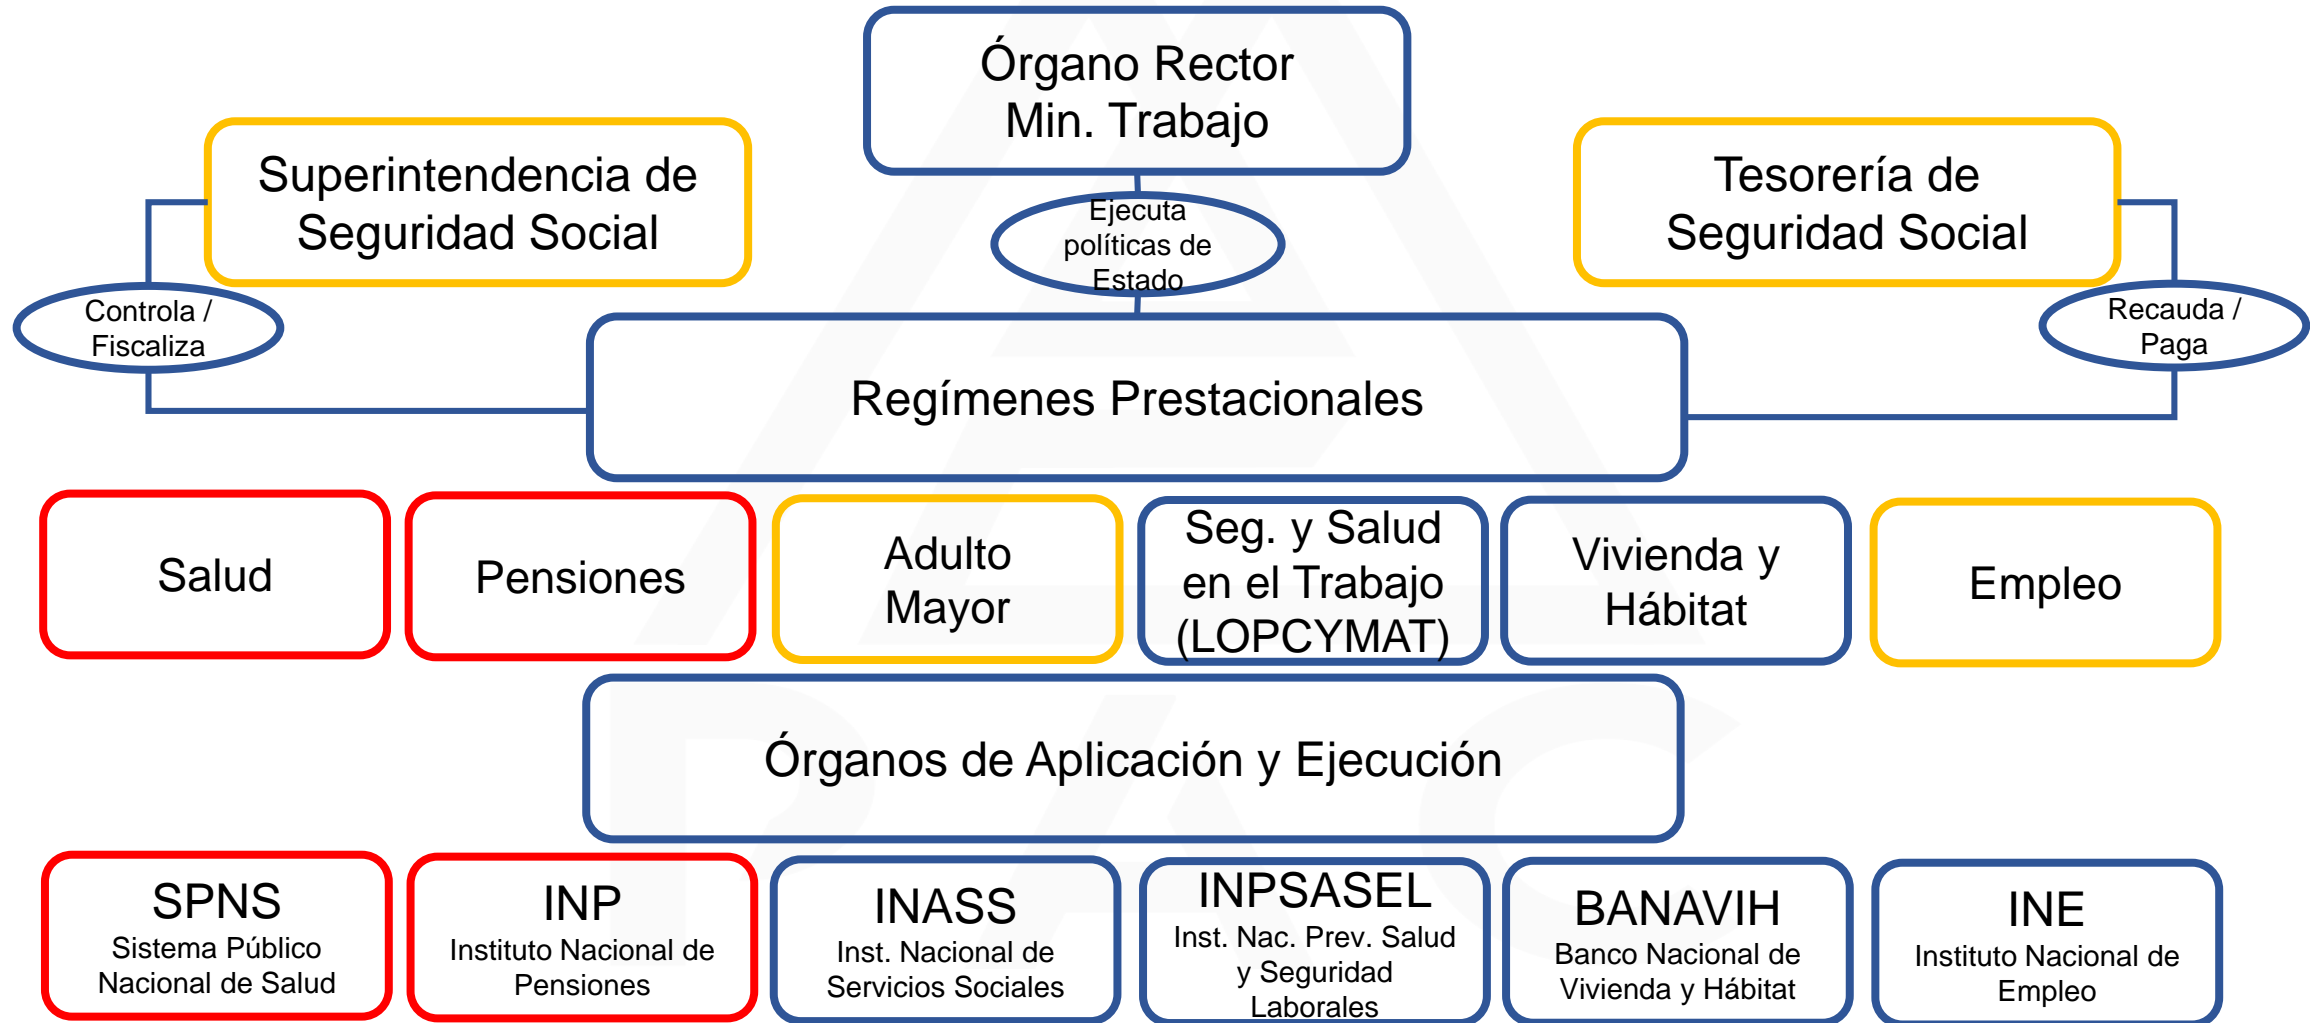 Órgano Rector
Min. Trabajo
Superintendencia de
Seguridad Social
Tesorería de
Seguridad Social
Ejecuta
políticas de
Estado
Controla /
Fiscaliza
Recauda /
Paga
Regímenes Prestacionales
Salud
Pensiones
Adulto
Mayor
Seg. y Salud
en el Trabajo
(LOPCYMAT)
Vivienda y
Hábitat
Empleo
Órganos de Aplicación y Ejecución
SPNS
Sistema Público
Nacional de Salud
INP
Instituto Nacional de
Pensiones
INASS
Inst. Nacional de
Servicios Sociales
INPSASEL
Inst. Nac. Prev. Salud
y Seguridad
Laborales
BANAVIH
Banco Nacional de
Vivienda y Hábitat
INE
Instituto Nacional de
Empleo